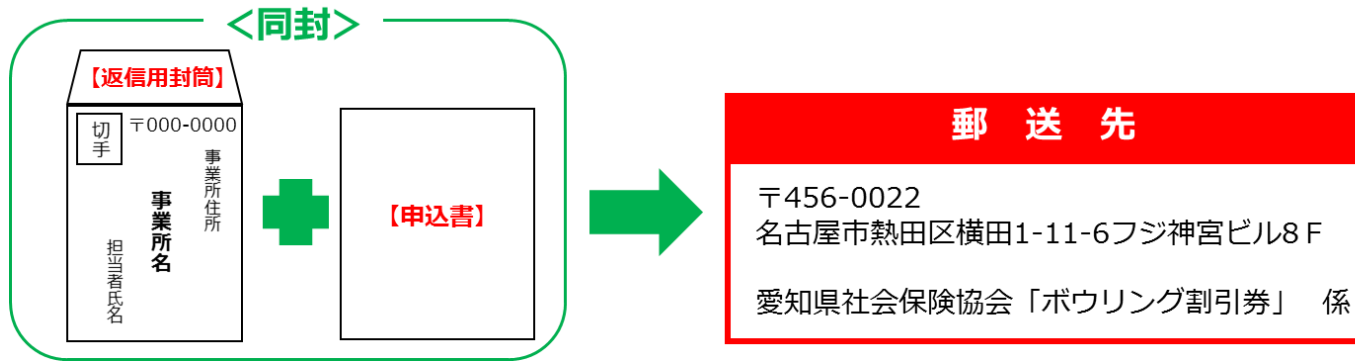 ＜同封＞
【返信用封筒】
切手
〒000-0000
事業所住所
事業所名
担当者氏名
【申込書】
郵 送 先
〒456-0022
名古屋市熱田区横田1-11-6フジ神宮ビル8Ｆ
愛知県社会保険協会「ボウリング割引券」　係